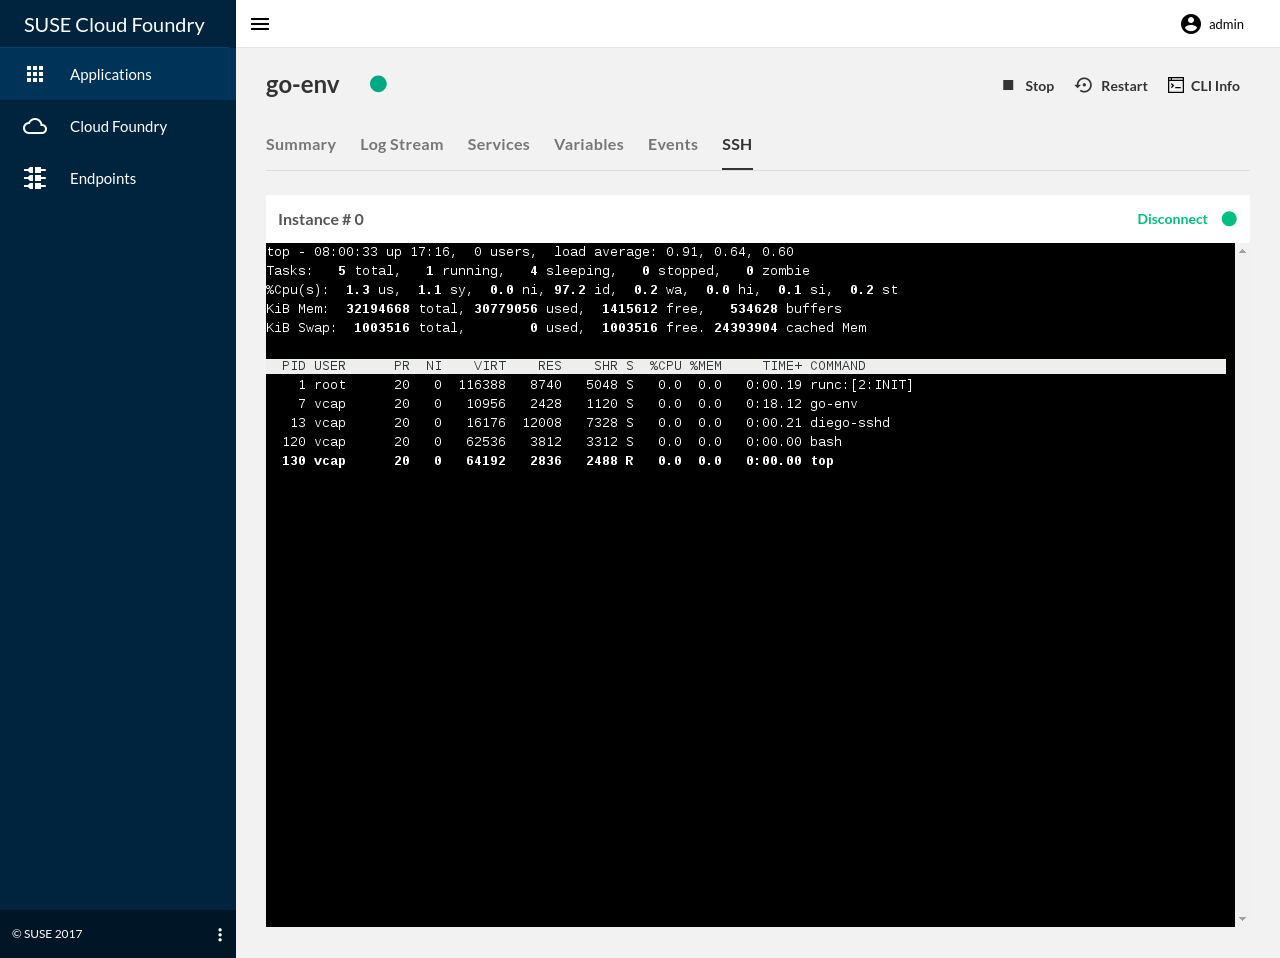 SUSE Cloud Foundry
admin
Applications
Cloud Foundry
Endpoints
go-env
Stop
Restart
CLI Info
Summary Log Stream Services Variables Events SSH
Instance # 0
Disconnect
top - 08:00:33 up 17:16,  0 users,  load average: 0.91, 0.64, 0.60
Tasks:   5 total,   1 running,   4 sleeping,   0 stopped,   0 zombie
%Cpu(s):  1.3 us,  1.1 sy,  0.0 ni, 97.2 id,  0.2 wa,  0.0 hi,  0.1 si,  0.2 st
KiB Mem:  32194668 total, 30779056 used,  1415612 free,   534628 buffers
KiB Swap:  1003516 total,        0 used,  1003516 free. 24393904 cached Mem
  PID USER      PR  NI    VIRT    RES    SHR S  %CPU %MEM     TIME+ COMMAND
    1 root      20   0  116388   8740   5048 S   0.0  0.0   0:00.19 runc:[2:INIT]
    7 vcap      20   0   10956   2428   1120 S   0.0  0.0   0:18.12 go-env
   13 vcap      20   0   16176  12008   7328 S   0.0  0.0   0:00.21 diego-sshd
  120 vcap      20   0   62536   3812   3312 S   0.0  0.0   0:00.00 bash
  130 vcap      20   0   64192   2836   2488 R   0.0  0.0   0:00.00 top
© SUSE 2017